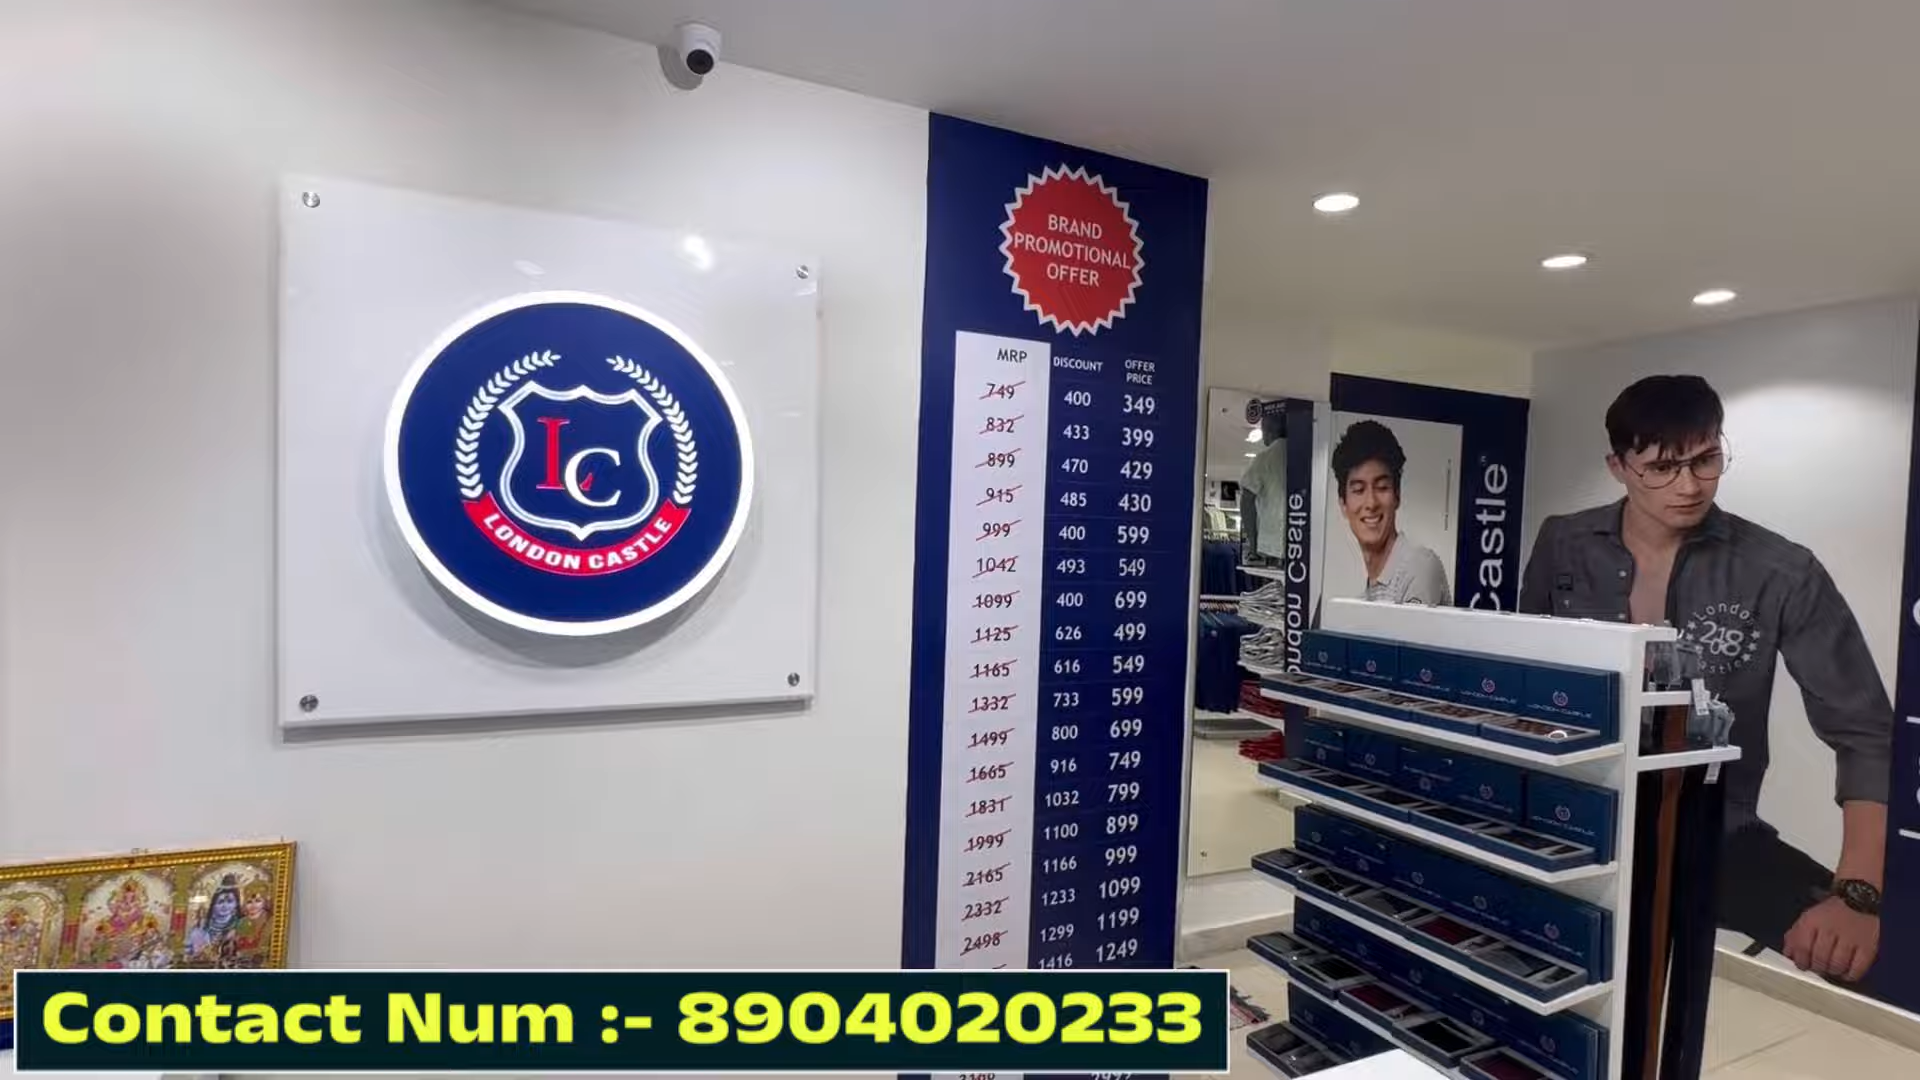 LC
LONDON CASTLE
BRAND
PROMOTIONAL
OFFER
MRP DISCOUNT OFFER PRICE
749 400 349
832 433 399
899 470 429
915 485 430
999 400 599
1042 493 549
1099 400 699
1125 626 499
1165 616 549
1332 733 599
1499 800 699
1665 916 749
1831 1032 799
1999 1100 899
2165 1166 999
2332 1233 1099
2498 1299 1199
1416 1249
Castle
Castle
London
218
Contact Num :- 8904020233